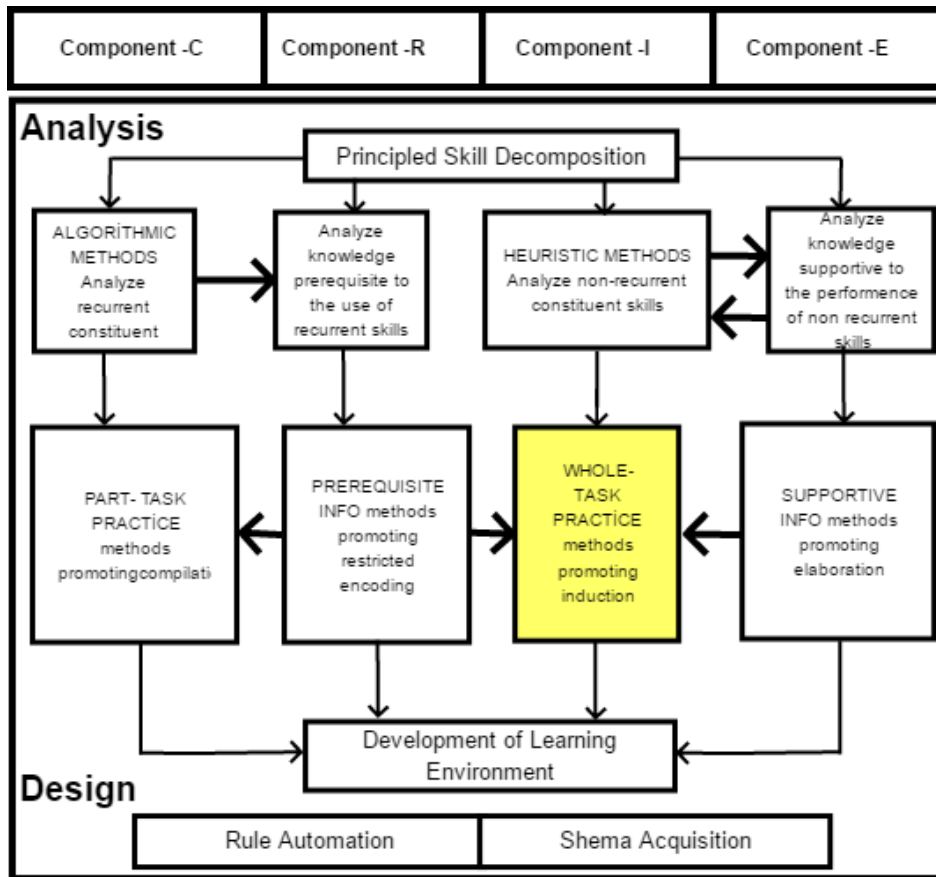 Component -C
Component -R
Component -I
Component -E
Analysis
Principled Skill Decomposition
ALGORİTHMIC
METHODS
Analyze
recurrent
constituent
Analyze
knowledge
prerequisite to
the use of
recurrent skills
HEURISTIC METHODS
Analyze non-recurrent
constituent skills
Analyze
knowledge
supportive to
the performence
of non recurrent
skills
PART- TASK
PRACTİCE
methods
promotingcompilati
PREREQUISITE
INFO methods
promoting
restricted
encoding
WHOLE-
TASK
PRACTICE
methods
promoting
induction
SUPPORTIVE
INFO methods
promoting
elaboration
Development of Learning
Environment
Design
Rule Automation
Shema Acquisition